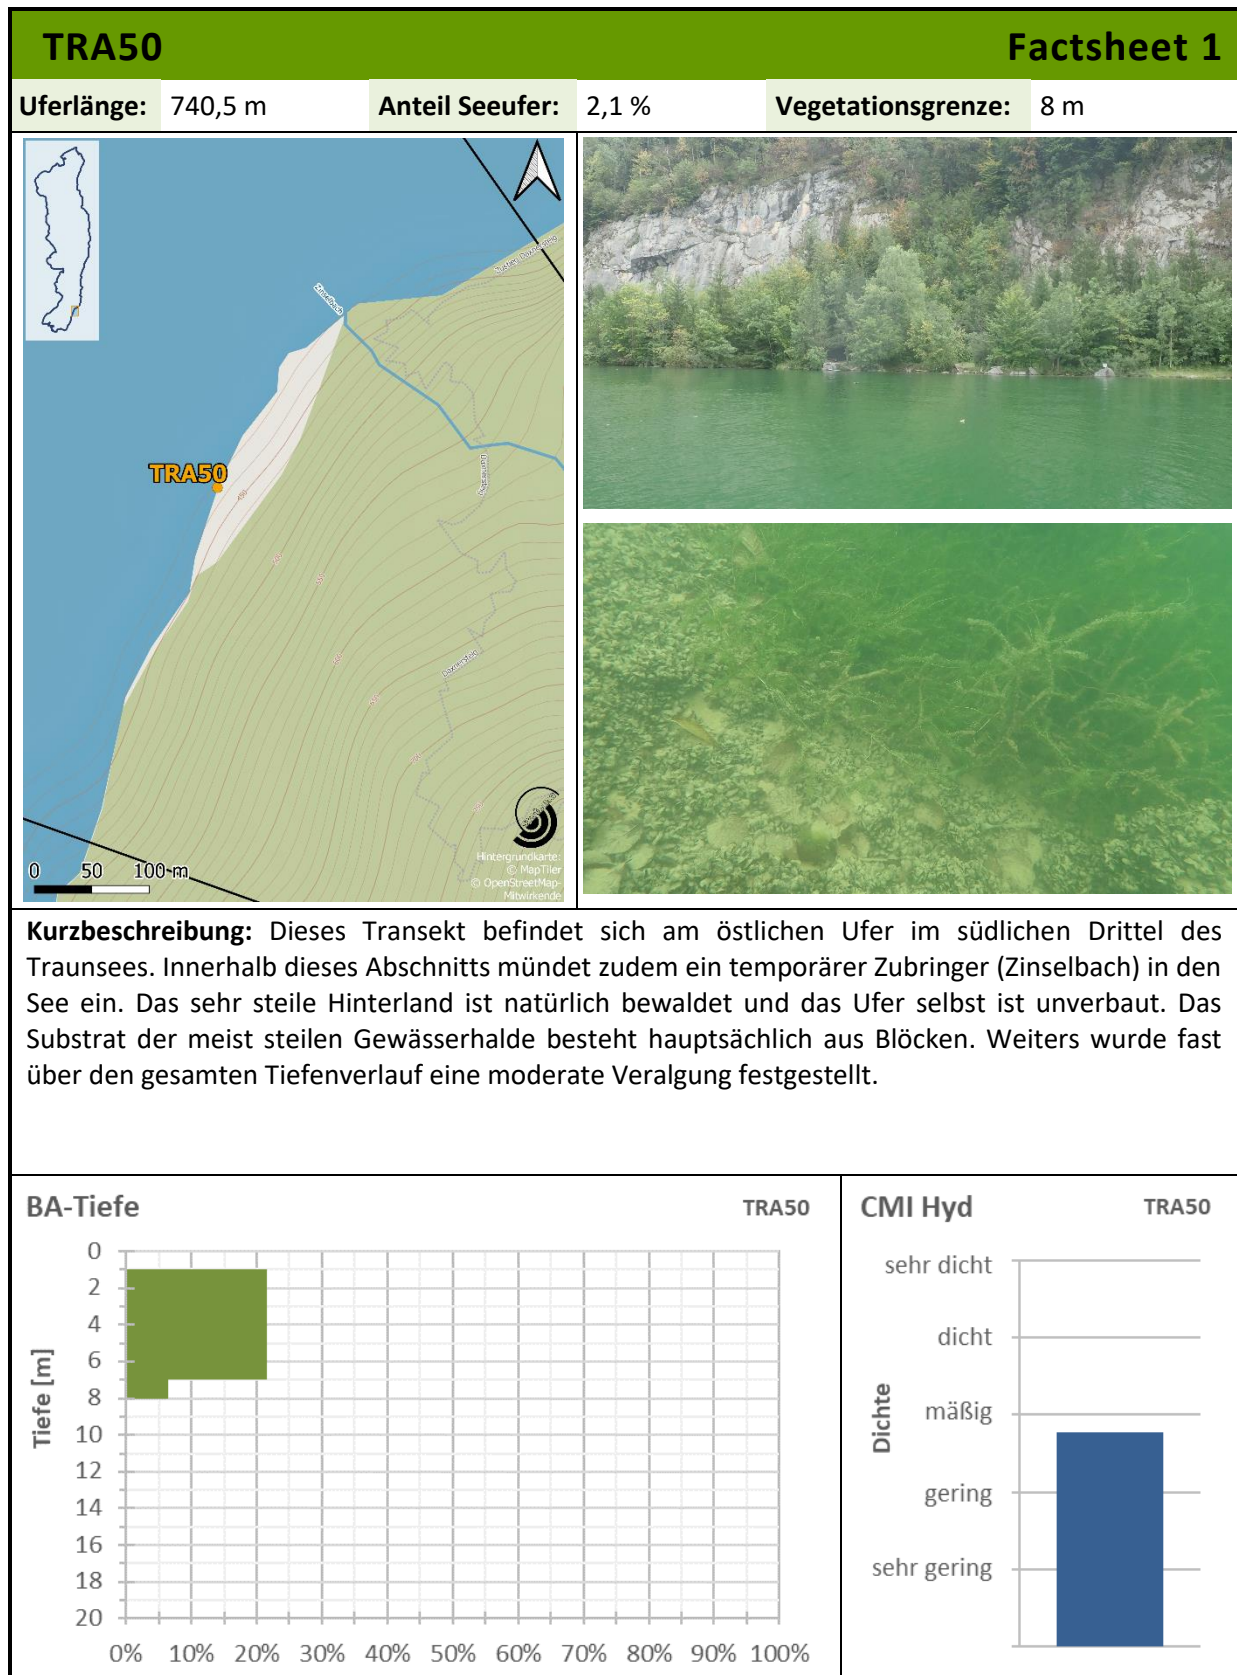 TRA50 Factsheet 1
Uferlänge: 740,5 m Anteil Seeufer: 2,1 % Vegetationsgrenze: 8 m
Zinselbach
TRA50
Daxnersteig
Daxnersteig
0 50 100 m
Hintergrundkarte:
© MapTiler
© OpenStreetMap-
Mitwirkende
Kurzbeschreibung: Dieses Transekt befindet sich am östlichen Ufer im südlichen Drittel des
Traunsees. Innerhalb dieses Abschnitts mündet zudem ein temporärer Zubringer (Zinselbach) in den
See ein. Das sehr steile Hinterland ist natürlich bewaldet und das Ufer selbst ist unverbaut. Das
Substrat der meist steilen Gewässerhalde besteht hauptsächlich aus Blöcken. Weiters wurde fast
über den gesamten Tiefenverlauf eine moderate Veralgung festgestellt.
BA-Tiefe TRA50
Tiefe [m]
0
2
4
6
8
10
12
14
16
18
20
0% 10% 20% 30% 40% 50% 60% 70% 80% 90% 100%
CMI Hyd TRA50
Dichte
sehr dicht
dicht
mäßig
gering
sehr gering